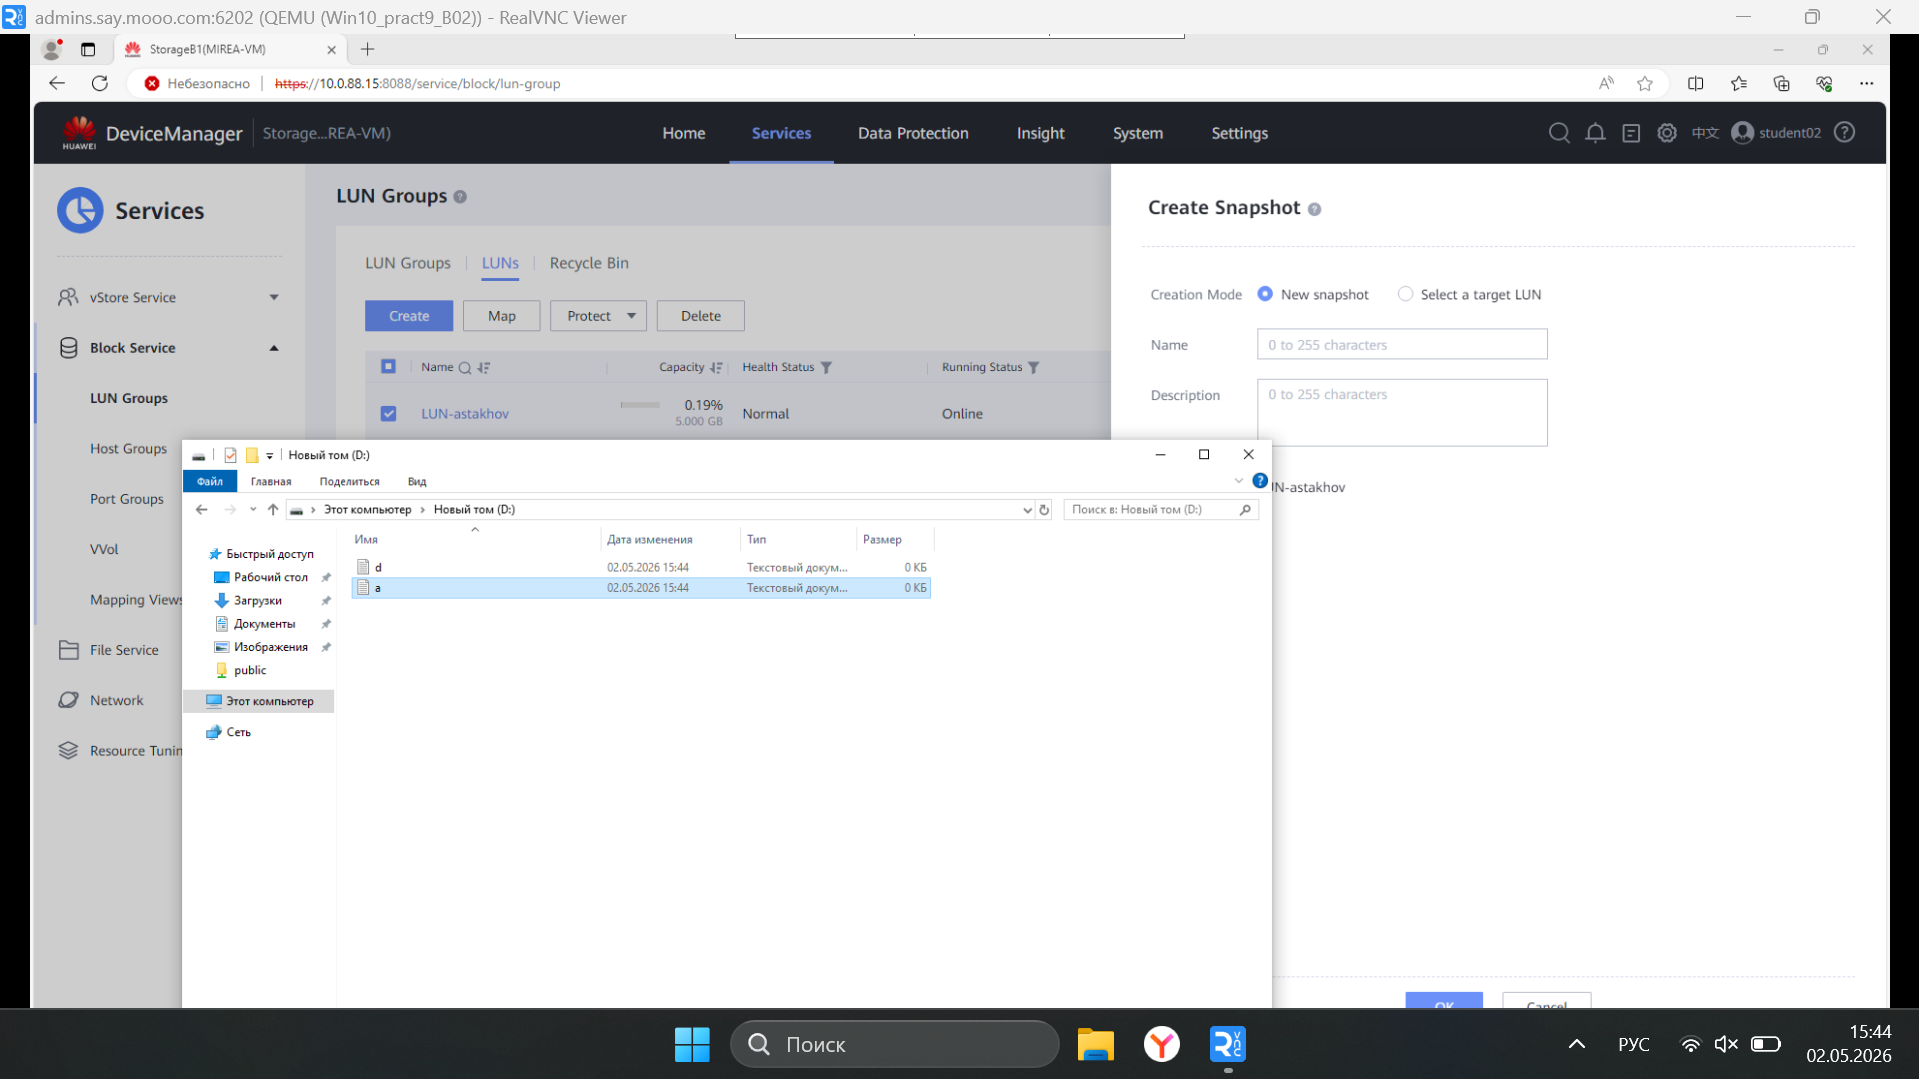 admins.say.mooo.com:6202 (QEMU (Win10_pract9_B02)) - RealVNC Viewer
StorageB1(MIREA-VM)
Небезопасно
https://10.0.88.15:8088/service/block/lun-group
HUAWEI
DeviceManager
Storage...REA-VM)
Home
Services
Data Protection
Insight
System
Settings
中文
student02
Services
vStore Service
Block Service
LUN Groups
Host Groups
Port Groups
VVol
Mapping Views
File Service
Network
Resource Tunin
LUN Groups
LUN Groups
LUNs
Recycle Bin
Create
Map
Protect
Delete
Name
Capacity
Health Status
Running Status
LUN-astakhov
0.19%
5.000 GB
Normal
Online
Create Snapshot
Creation Mode
New snapshot
Select a target LUN
Name
0 to 255 characters
Description
0 to 255 characters
N-astakhov
OK
Cancel
Новый том (D:)
Файл
Главная
Поделиться
Вид
Этот компьютер
Новый том (D:)
Поиск в: Новый том (D:)
Имя
Дата изменения
Тип
Размер
d
02.05.2026 15:44
Текстовый докум...
0 КБ
a
02.05.2026 15:44
Текстовый докум...
0 КБ
Быстрый доступ
Рабочий стол
Загрузки
Документы
Изображения
public
Этот компьютер
Сеть
Поиск
РУС
15:44
02.05.2026